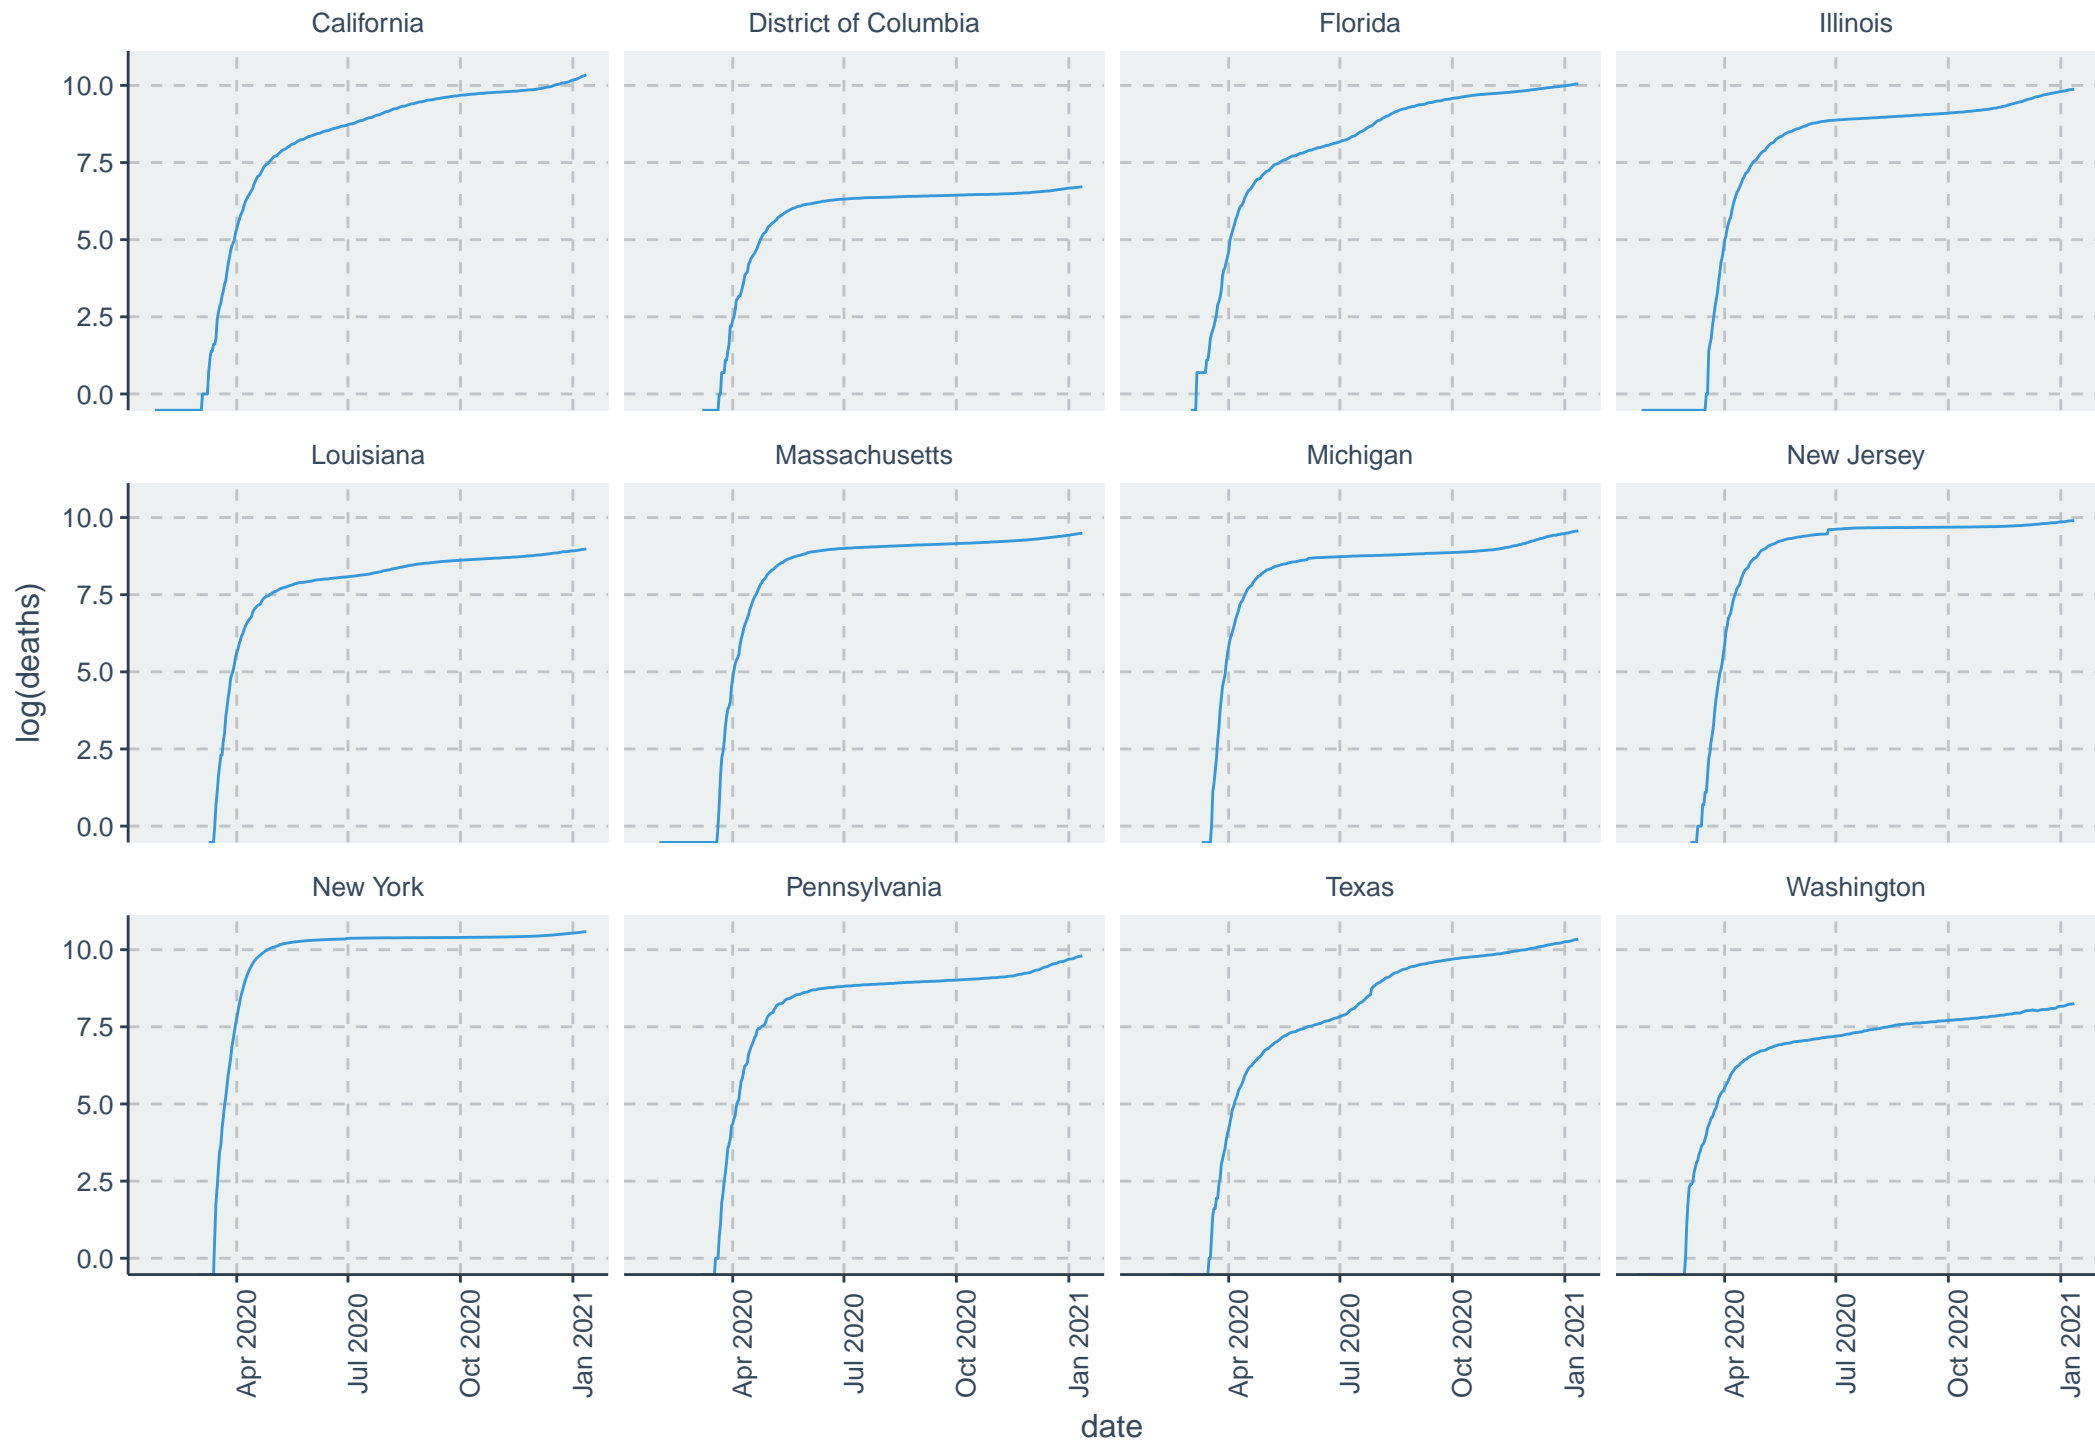 California District of Columbia Florida Illinois
10.0
7.5
5.0
2.5
0.0
Louisiana Massachusetts Michigan New Jersey
10.0
7.5
5.0
2.5
0.0
log(deaths)
New York Pennsylvania Texas Washington
10.0
7.5
5.0
2.5
0.0
Apr 2020 Jul 2020 Oct 2020 Jan 2021 Apr 2020 Jul 2020 Oct 2020 Jan 2021 Apr 2020 Jul 2020 Oct 2020 Jan 2021 Apr 2020 Jul 2020 Oct 2020 Jan 2021
date